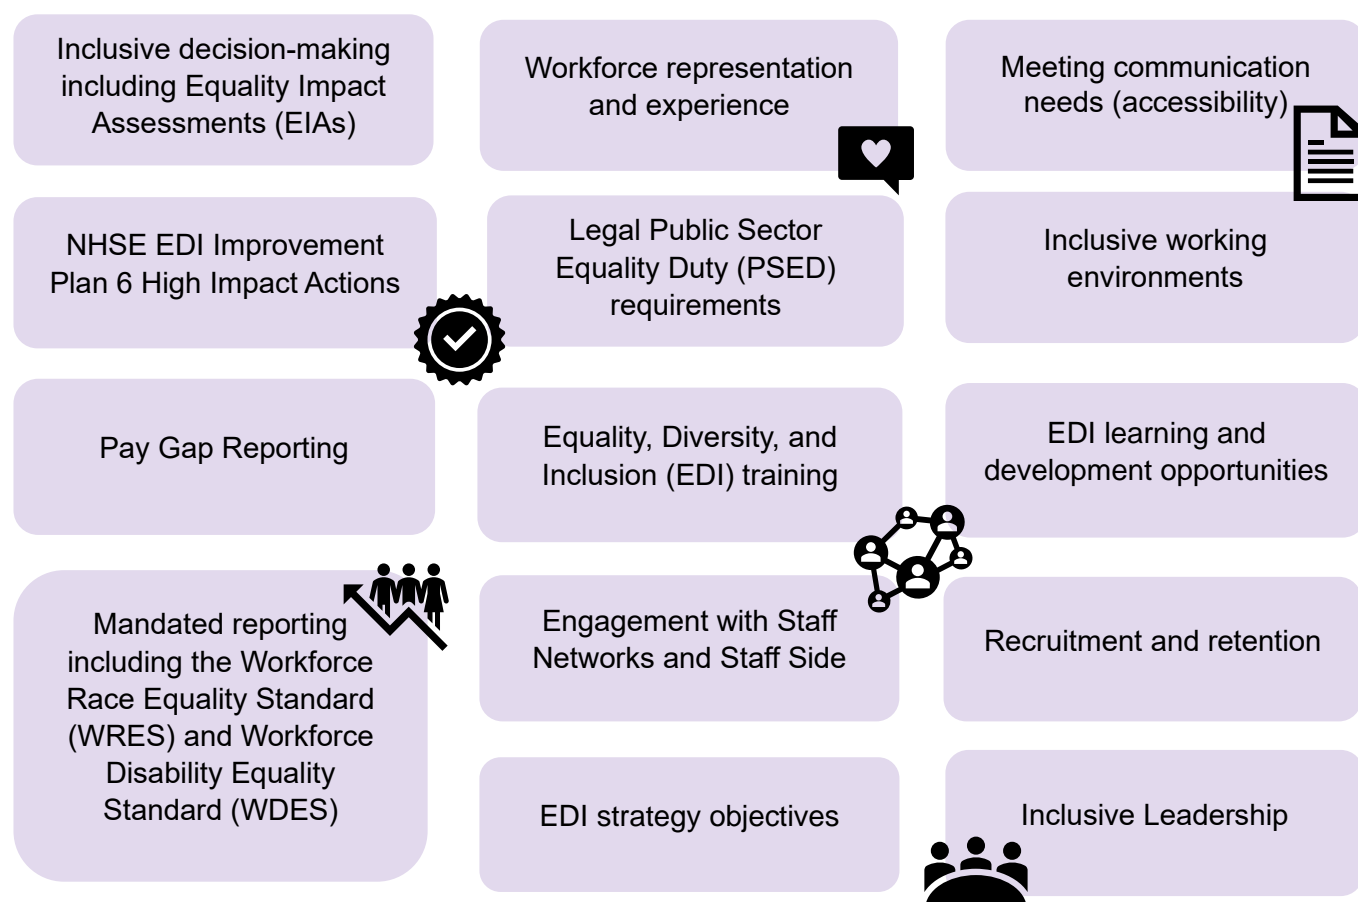 Inclusive decision-making
including Equality Impact
Assessments (EIAs)
Workforce representation
and experience
Meeting communication
needs (accessibility)
NHSE EDI Improvement
Plan 6 High Impact Actions
Legal Public Sector
Equality Duty (PSED)
requirements
Inclusive working
environments
Pay Gap Reporting
Equality, Diversity, and
Inclusion (EDI) training
EDI learning and
development opportunities
Mandated reporting
including the Workforce
Race Equality Standard
(WRES) and Workforce
Disability Equality
Standard (WDES)
Engagement with Staff
Networks and Staff Side
Recruitment and retention
EDI strategy objectives
Inclusive Leadership